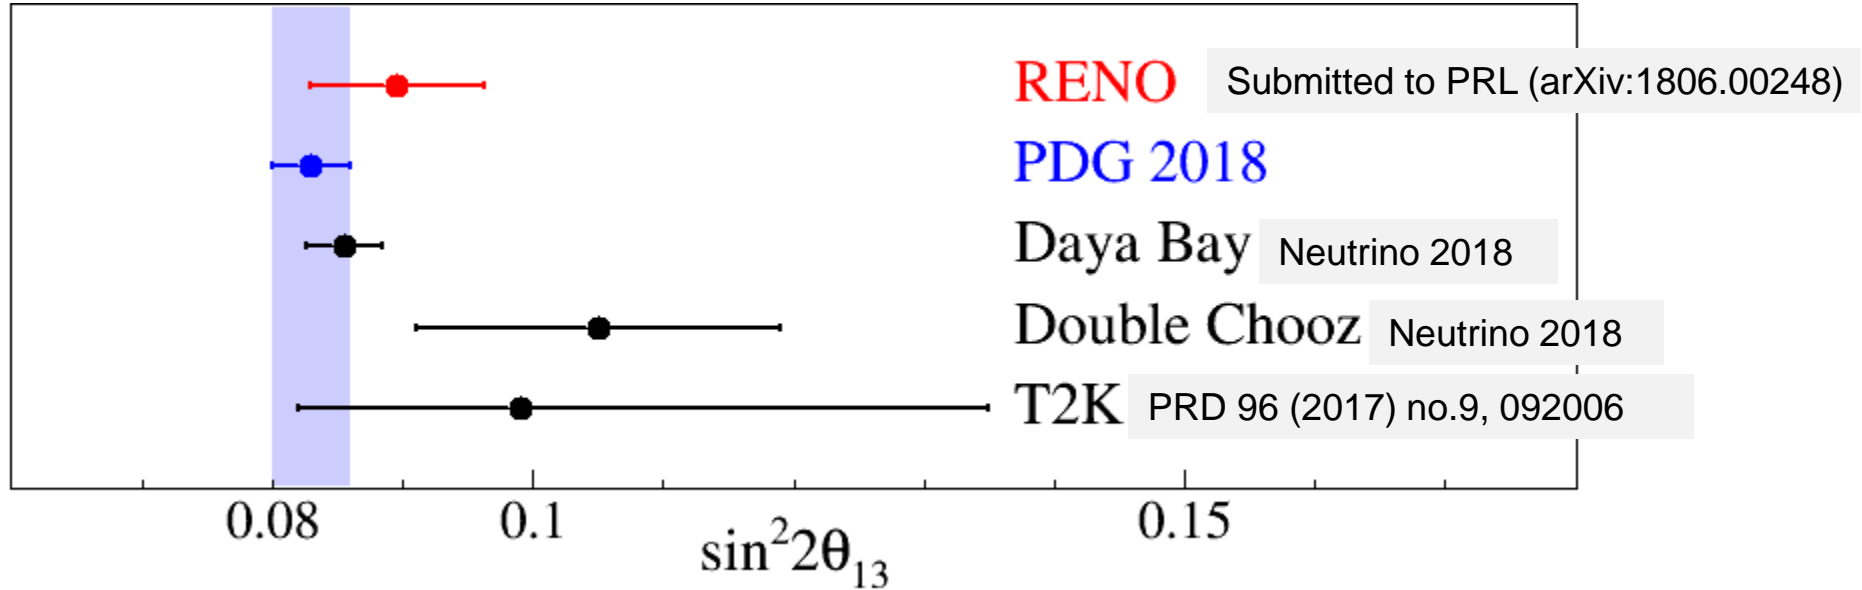 RENO Submitted to PRL (arXiv:1806.00248)
PDG 2018
Daya Bay Neutrino 2018
Double Chooz Neutrino 2018
T2K PRD 96 (2017) no.9, 092006
0.08 0.1 0.15
sin²2θ₁₃